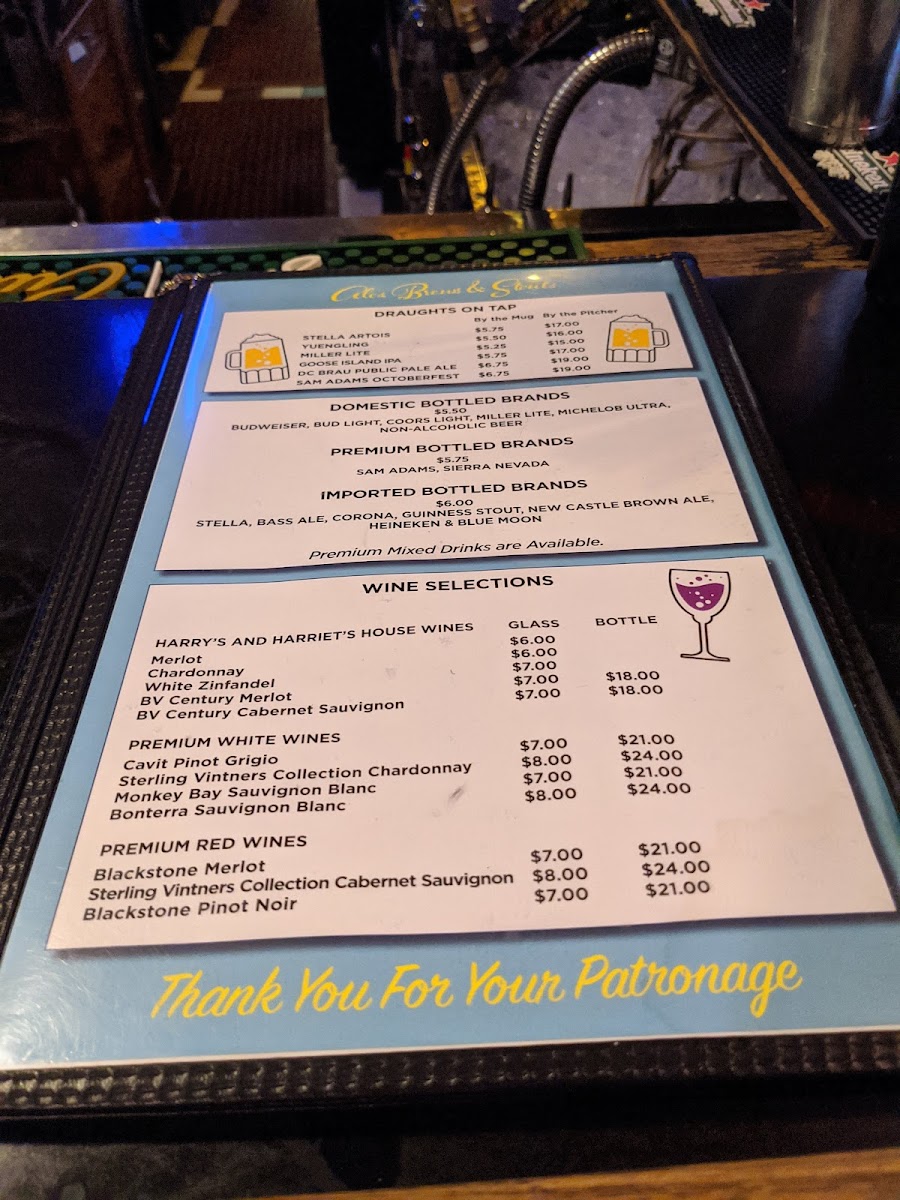 Ales Brews & Stouts
DRAUGHTS ON TAP
By the Mug By the Pitcher
STELLA ARTOIS $5.75 $17.00
YUENGLING $5.50 $16.00
MILLER LITE $5.25 $15.00
GOOSE ISLAND IPA $5.75 $17.00
DC BRAU PUBLIC PALE ALE $6.75 $19.00
SAM ADAMS OCTOBERFEST $6.75 $19.00
DOMESTIC BOTTLED BRANDS
$5.50
BUDWEISER, BUD LIGHT, COORS LIGHT, MILLER LITE, MICHELOB ULTRA,
NON-ALCOHOLIC BEER
PREMIUM BOTTLED BRANDS
$5.75
SAM ADAMS, SIERRA NEVADA
IMPORTED BOTTLED BRANDS
$6.00
STELLA, BASS ALE, CORONA, GUINNESS STOUT, NEW CASTLE BROWN ALE,
HEINEKEN & BLUE MOON
Premium Mixed Drinks are Available.
WINE SELECTIONS
HARRY'S AND HARRIET'S HOUSE WINES GLASS BOTTLE
Merlot $6.00
Chardonnay $6.00
White Zinfandel $7.00
BV Century Merlot $7.00 $18.00
BV Century Cabernet Sauvignon $7.00 $18.00
PREMIUM WHITE WINES
Cavit Pinot Grigio $7.00 $21.00
Sterling Vintners Collection Chardonnay $8.00 $24.00
Monkey Bay Sauvignon Blanc $7.00 $21.00
Bonterra Sauvignon Blanc $8.00 $24.00
PREMIUM RED WINES
Blackstone Merlot $7.00 $21.00
Sterling Vintners Collection Cabernet Sauvignon $8.00 $24.00
Blackstone Pinot Noir $7.00 $21.00
Thank You For Your Patronage